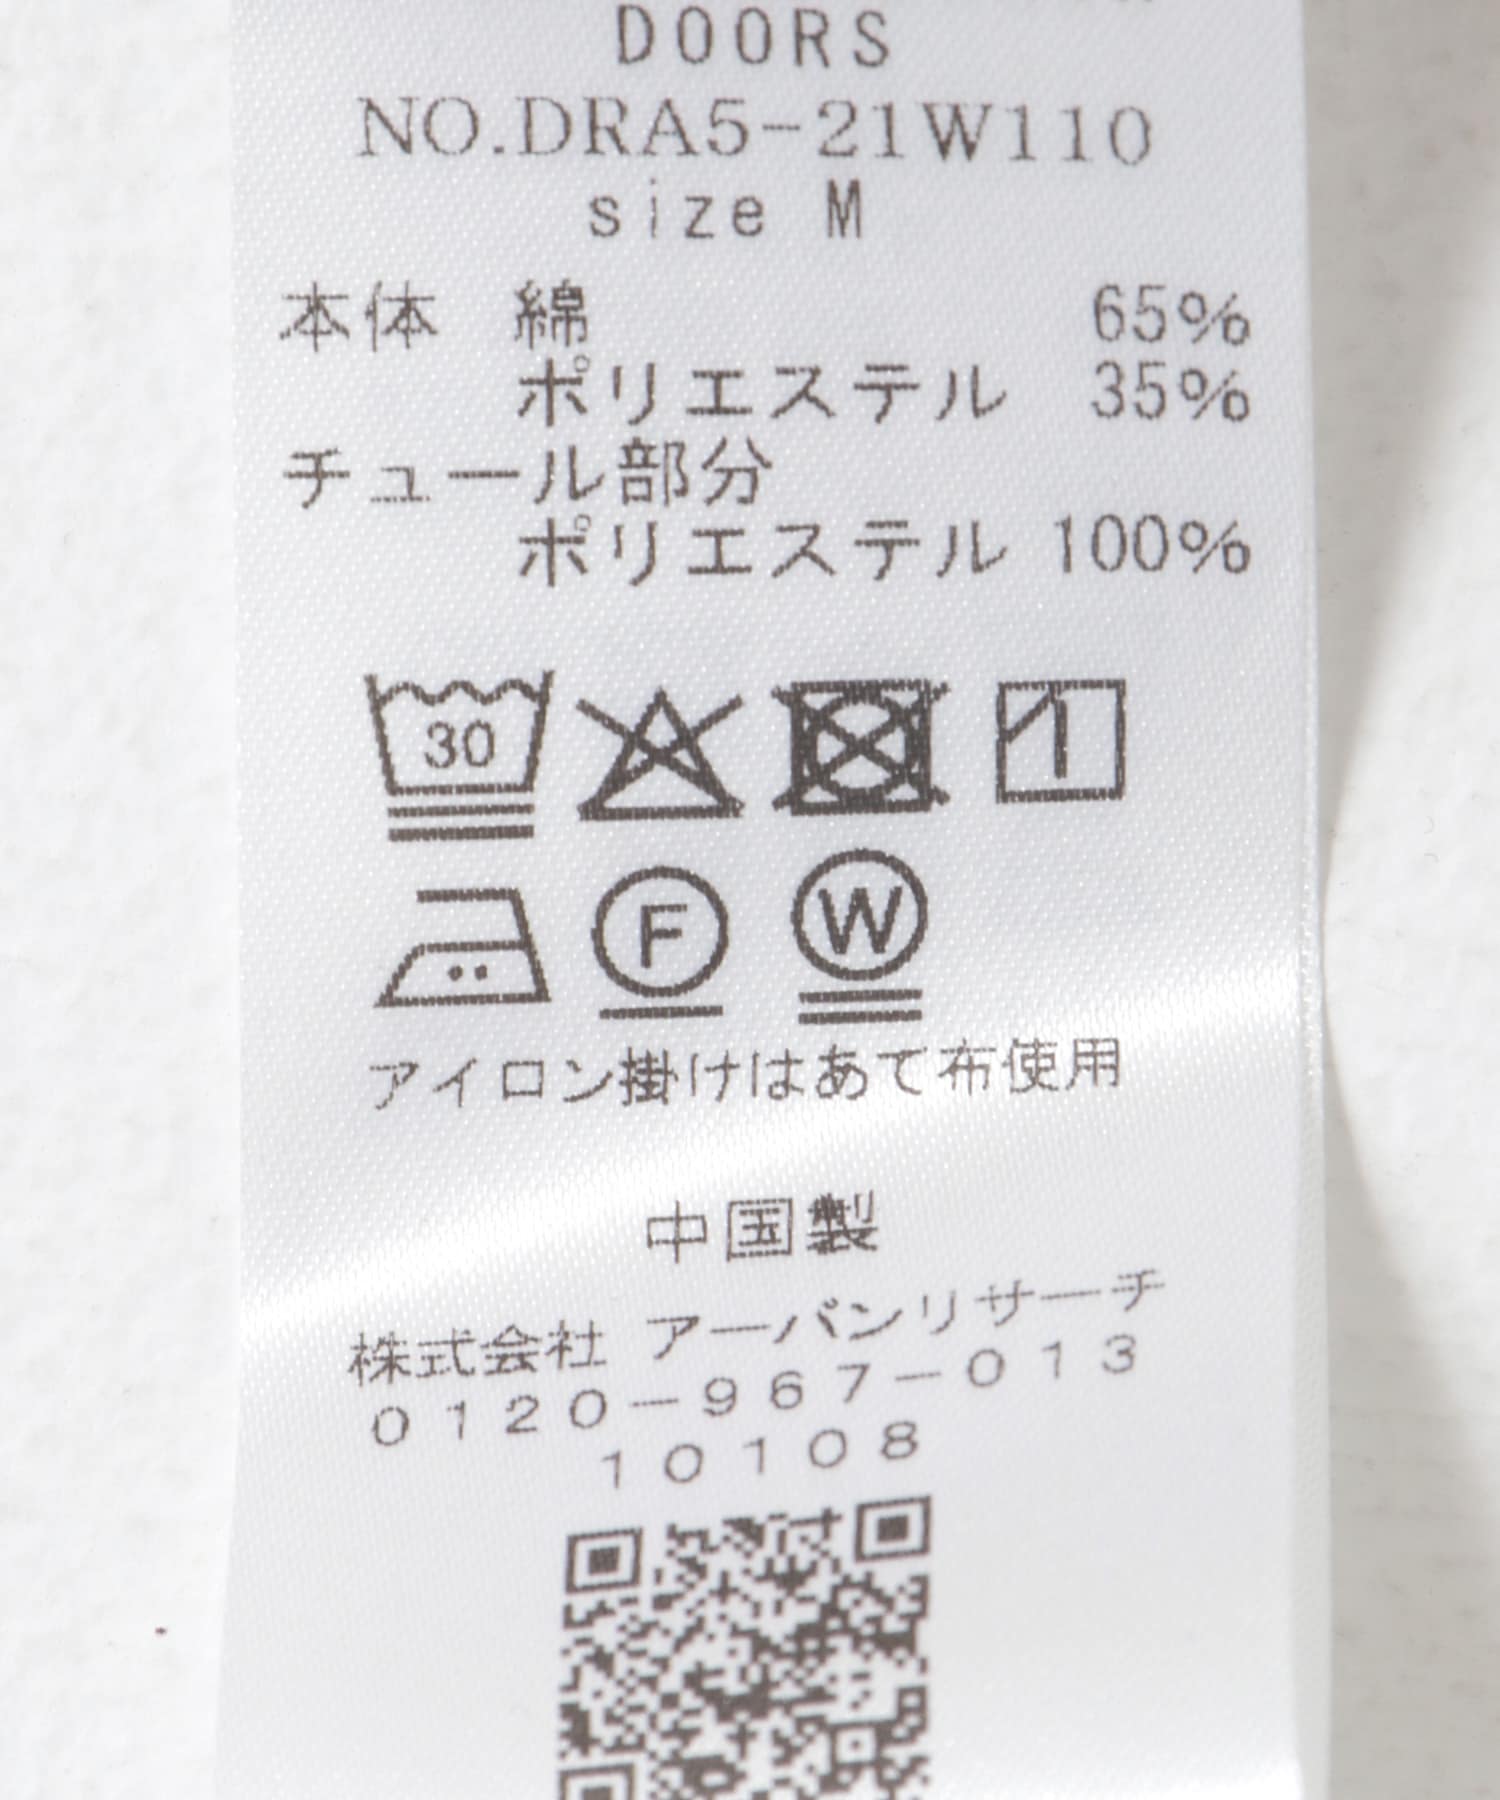 DOORS
NO.DRA5-21W110
size M
本体 綿 65%
ポリエステル 35%
チュール部分
ポリエステル 100%
30
F W
アイロン掛けはあて布使用
中国製
株式会社 アーバンリサーチ
0120-967-013
10108